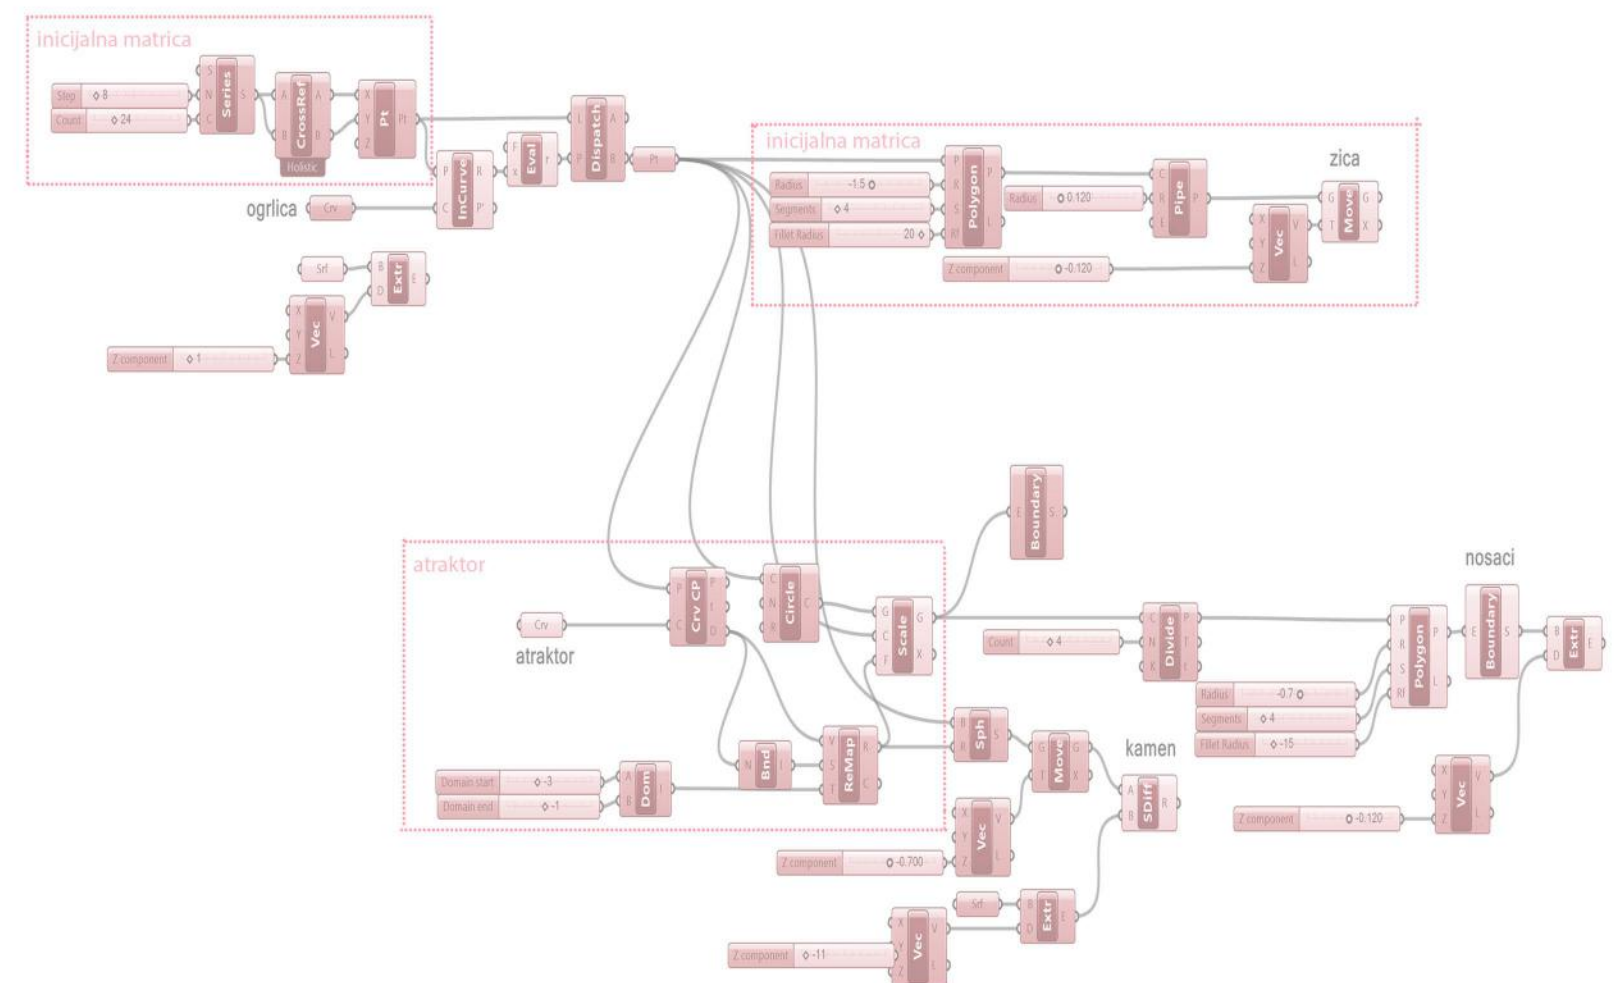 inicijalna matrica
Step 8
Count 24
S N C Series S
A B CrossRef A B
Holistic
X Y Z Pt Pt
ogrlica
Crv
P C InCurve R P'
F x Eval r
L P Dispatch A B
Pt
Srf
B D Extr E
X Y Z Vec V L
Z component 1
inicijalna matrica
Radius -1.5
Segments 4
Fillet Radius 20
P R S Rf Polygon P L
Radius 0.120
C R E Pipe P
zica
Z component -0.120
X Y Z Vec V L
G T Move G X
atraktor
Crv
atraktor
P C Crv CP P t D
C N R Circle C
G C F Scale G X
E Boundary S
Domain start -3
Domain end -1
A B Dom I
N Bnd I
V S T ReMap R C
B R Sph S
Z component -0.700
X Y Z Vec V L
G T Move G X
kamen
A B SDiff R
Srf
B D Extr E
Z component -11
X Y Z Vec V L
Count 4
C N K Divide P T t
Radius -0.7
Segments 4
Fillet Radius -15
P R S Rf Polygon P L
nosaci
E Boundary S
B D Extr E
Z component -0.120
X Y Z Vec V L